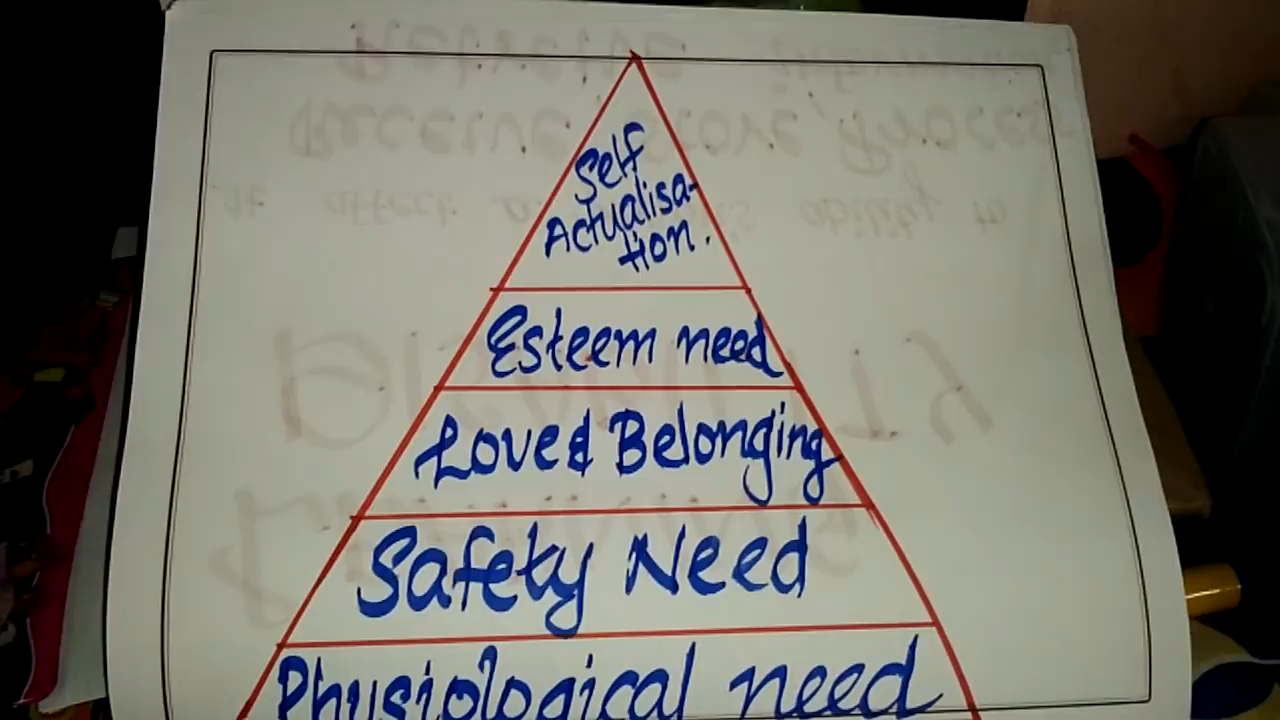 Self
Actualisa-
tion.
Esteem need
Love & Belonging
Safety Need
Physiological need